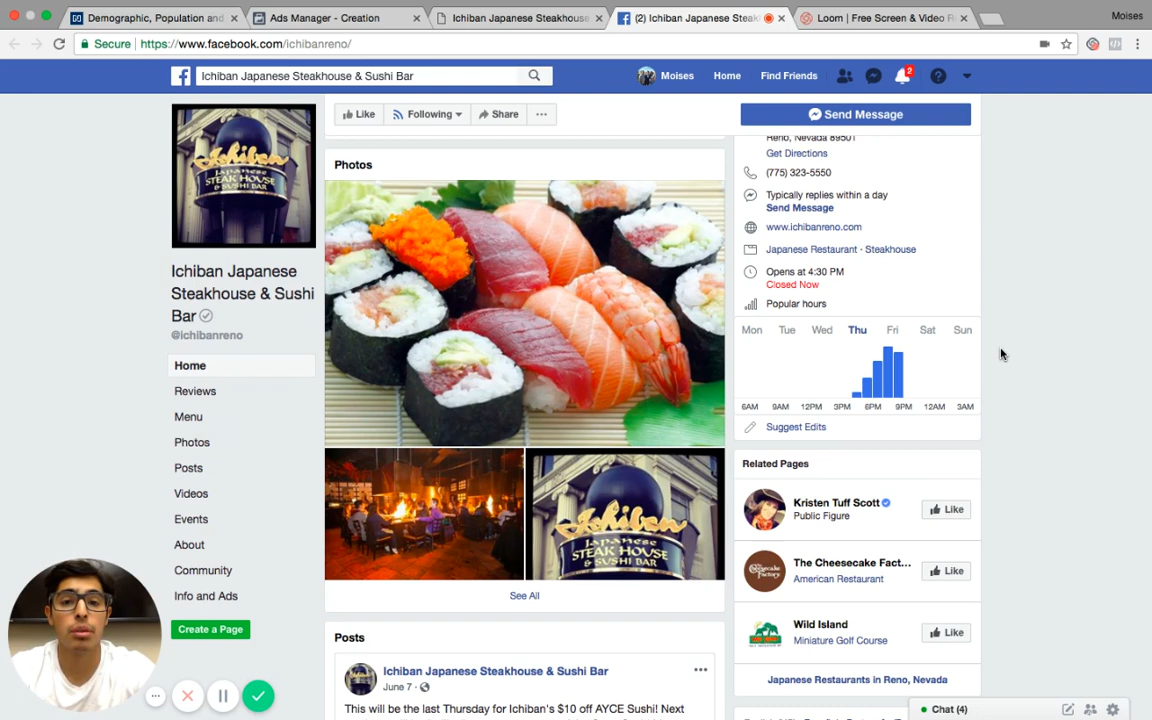 Demographic, Population and
Ads Manager - Creation
Ichiban Japanese Steakhouse
(2) Ichiban Japanese Steak
Loom | Free Screen & Video R
Moises
Secure
https://www.facebook.com/ichibanreno/
Ichiban Japanese Steakhouse & Sushi Bar
Moises
Home
Find Friends
2
Like
Following
Share
Send Message
Ichiban
JAPANESE
STEAK HOUSE
& SUSHI BAR
Ichiban Japanese
Steakhouse & Sushi
Bar
@ichibanreno
Home
Reviews
Menu
Photos
Posts
Videos
Events
About
Community
Info and Ads
Create a Page
Photos
Ichiban
JAPANESE
STEAK HOUSE
& SUSHI BAR
See All
Posts
Ichiban Japanese Steakhouse & Sushi Bar
June 7 ·
This will be the last Thursday for Ichiban's $10 off AYCE Sushi! Next
Reno, Nevada 89501
Get Directions
(775) 323-5550
Typically replies within a day
Send Message
www.ichibanreno.com
Japanese Restaurant · Steakhouse
Opens at 4:30 PM
Closed Now
Popular hours
Mon Tue Wed Thu Fri Sat Sun
6AM 9AM 12PM 3PM 6PM 9PM 12AM 3AM
Suggest Edits
Related Pages
Kristen Tuff Scott
Public Figure
Like
The Cheesecake Fact...
American Restaurant
Like
Wild Island
Miniature Golf Course
Like
Japanese Restaurants in Reno, Nevada
Chat (4)